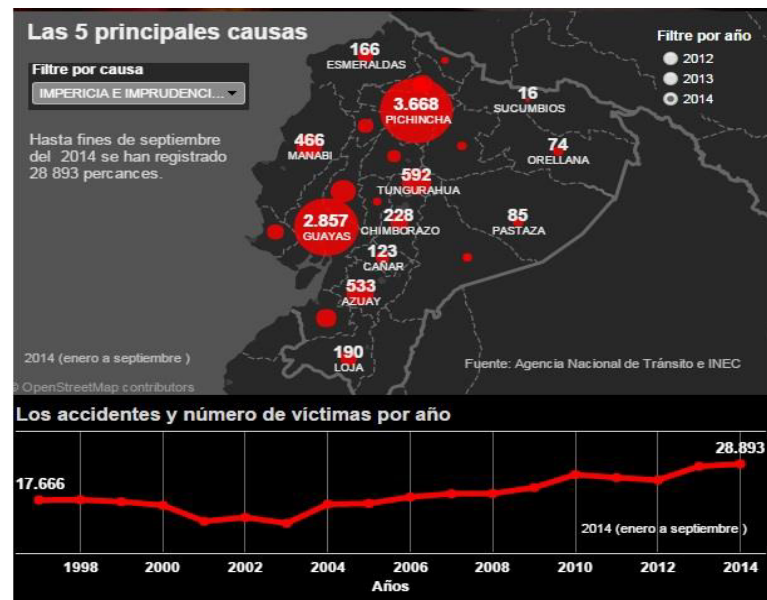 Las 5 principales causas
Filtre por causa
IMPERICIA E IMPRUDENCI...
Hasta fines de septiembre
del 2014 se han registrado
28 893 percances.
Filtre por año
2012
2013
2014
166
ESMERALDAS
3.668
PICHINCHA
16
SUCUMBIOS
466
MANABI
74
ORELLANA
592
TUNGURAHUA
2.857
GUAYAS
228
CHIMBORAZO
85
PASTAZA
123
CAÑAR
533
AZUAY
190
LOJA
2014 (enero a septiembre )
Fuente: Agencia Nacional de Tránsito e INEC
© OpenStreetMap contributors
Los accidentes y número de víctimas por año
28.893
17.666
2014 (enero a septiembre )
1998 2000 2002 2004 2006 2008 2010 2012 2014
Años